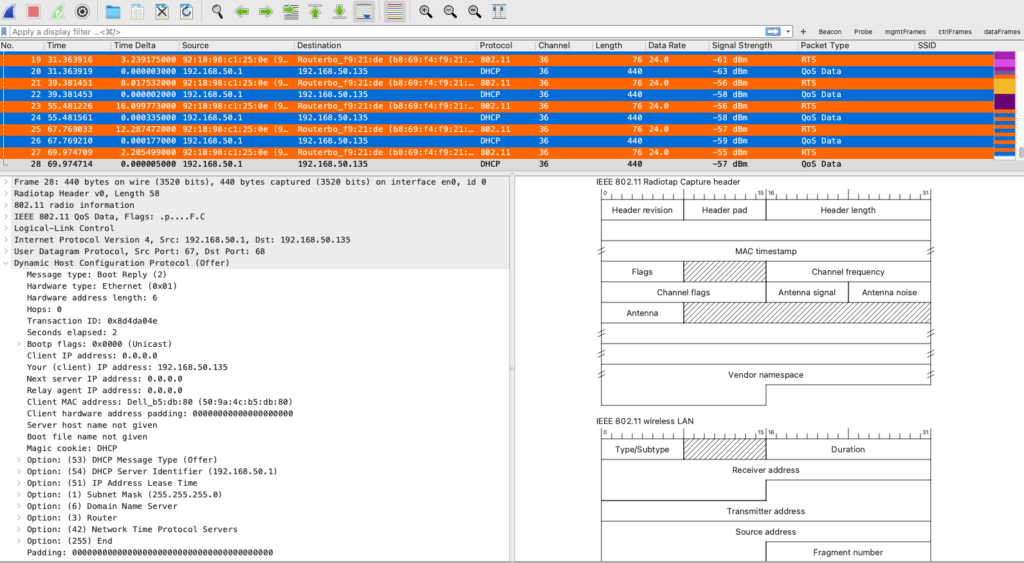 Apply a display filter ... <⌘/>
+ Beacon Probe mgmtFrames ctrlFrames dataFrames
No. Time Time Delta Source Destination Protocol Channel Length Data Rate Signal Strength Packet Type SSID
19 31.363916 3.239175000 92:18:98:c1:25:0e (9… Routerbo_f9:21:de (b8:69:f4:f9:21:… 802.11 36 76 24.0 -61 dBm RTS
20 31.363919 0.000003000 192.168.50.1 192.168.50.135 DHCP 36 440 -63 dBm QoS Data
21 39.381451 8.017532000 92:18:98:c1:25:0e (9… Routerbo_f9:21:de (b8:69:f4:f9:21:… 802.11 36 76 24.0 -56 dBm RTS
22 39.381453 0.000002000 192.168.50.1 192.168.50.135 DHCP 36 440 -58 dBm QoS Data
23 55.481226 16.099773000 92:18:98:c1:25:0e (9… Routerbo_f9:21:de (b8:69:f4:f9:21:… 802.11 36 76 24.0 -56 dBm RTS
24 55.481561 0.000335000 192.168.50.1 192.168.50.135 DHCP 36 440 -58 dBm QoS Data
25 67.769033 12.287472000 92:18:98:c1:25:0e (9… Routerbo_f9:21:de (b8:69:f4:f9:21:… 802.11 36 76 24.0 -57 dBm RTS
26 67.769210 0.000177000 192.168.50.1 192.168.50.135 DHCP 36 440 -59 dBm QoS Data
27 69.974709 2.205499000 92:18:98:c1:25:0e (9… Routerbo_f9:21:de (b8:69:f4:f9:21:… 802.11 36 76 24.0 -55 dBm RTS
28 69.974714 0.000005000 192.168.50.1 192.168.50.135 DHCP 36 440 -57 dBm QoS Data
Frame 28: 440 bytes on wire (3520 bits), 440 bytes captured (3520 bits) on interface en0, id 0
Radiotap Header v0, Length 58
802.11 radio information
IEEE 802.11 QoS Data, Flags: .p....F.C
Logical-Link Control
Internet Protocol Version 4, Src: 192.168.50.1, Dst: 192.168.50.135
User Datagram Protocol, Src Port: 67, Dst Port: 68
Dynamic Host Configuration Protocol (Offer)
Message type: Boot Reply (2)
Hardware type: Ethernet (0x01)
Hardware address length: 6
Hops: 0
Transaction ID: 0x8d4da04e
Seconds elapsed: 2
Bootp flags: 0x0000 (Unicast)
Client IP address: 0.0.0.0
Your (client) IP address: 192.168.50.135
Next server IP address: 0.0.0.0
Relay agent IP address: 0.0.0.0
Client MAC address: Dell_b5:db:80 (50:9a:4c:b5:db:80)
Client hardware address padding: 00000000000000000000
Server host name not given
Boot file name not given
Magic cookie: DHCP
Option: (53) DHCP Message Type (Offer)
Option: (54) DHCP Server Identifier (192.168.50.1)
Option: (51) IP Address Lease Time
Option: (1) Subnet Mask (255.255.255.0)
Option: (6) Domain Name Server
Option: (3) Router
Option: (42) Network Time Protocol Servers
Option: (255) End
Padding: 0000000000000000000000000000000000000000
IEEE 802.11 Radiotap Capture header
0 15 16 31
Header revision Header pad Header length
MAC timestamp
Flags Channel frequency
Channel flags Antenna signal Antenna noise
Antenna
Vendor namespace
IEEE 802.11 wireless LAN
0 15 16 31
Type/Subtype Duration
Receiver address
Transmitter address
Source address
Fragment number